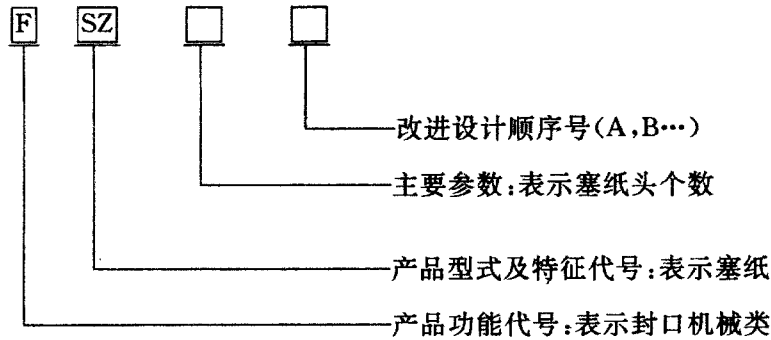 F SZ
改进设计顺序号(A,B…)
主要参数:表示塞纸头个数
产品型式及特征代号:表示塞纸
产品功能代号:表示封口机械类